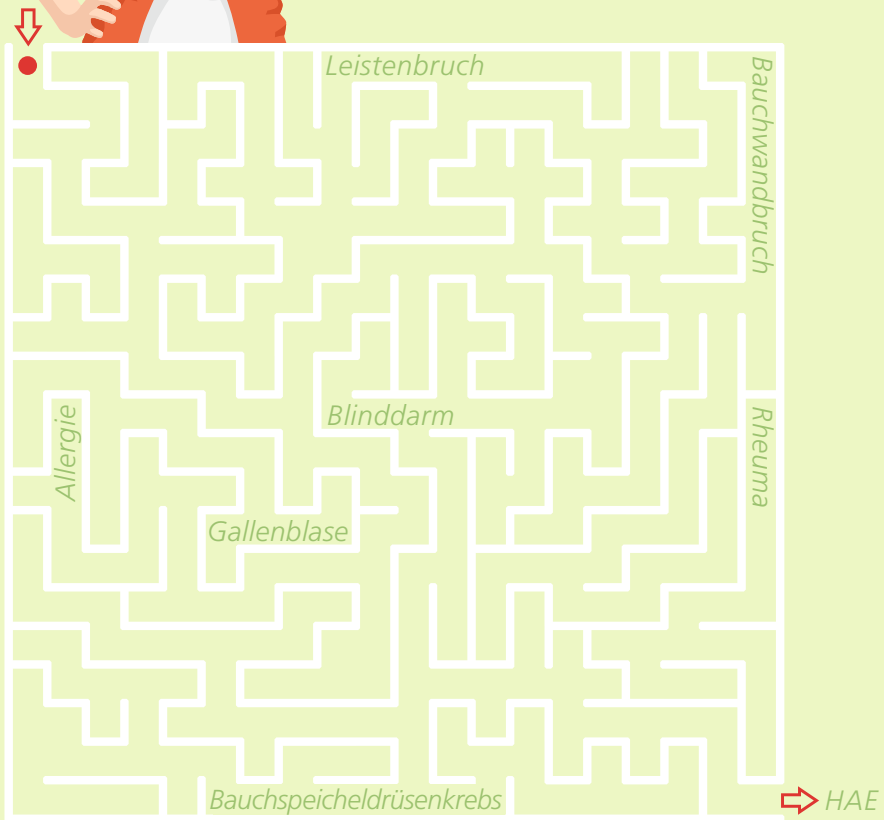 Leistenbruch
Bauchwandbruch
Allergie
Blinddarm
Rheuma
Gallenblase
Bauchspeicheldrüsenkrebs
HAE